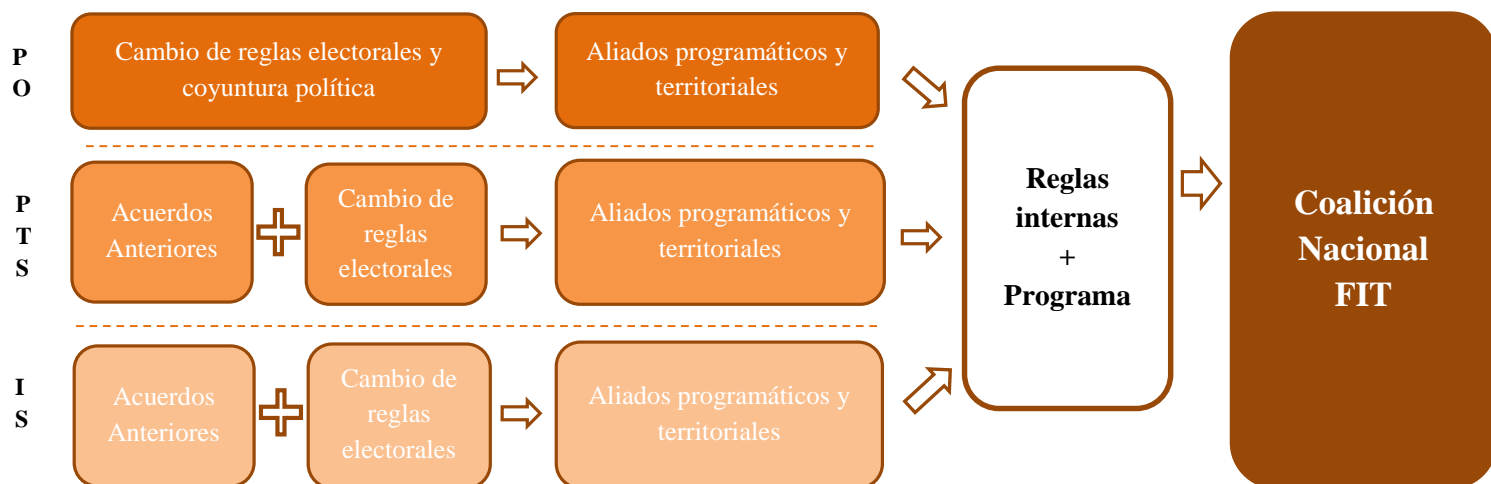 P
O
Cambio de reglas electorales y
coyuntura política
Aliados programáticos y
territoriales
P
T
S
Acuerdos
Anteriores
Cambio de
reglas
electorales
Aliados programáticos y
territoriales
I
S
Acuerdos
Anteriores
Cambio de
reglas
electorales
Aliados programáticos y
territoriales
Reglas
internas
+
Programa
Coalición
Nacional
FIT